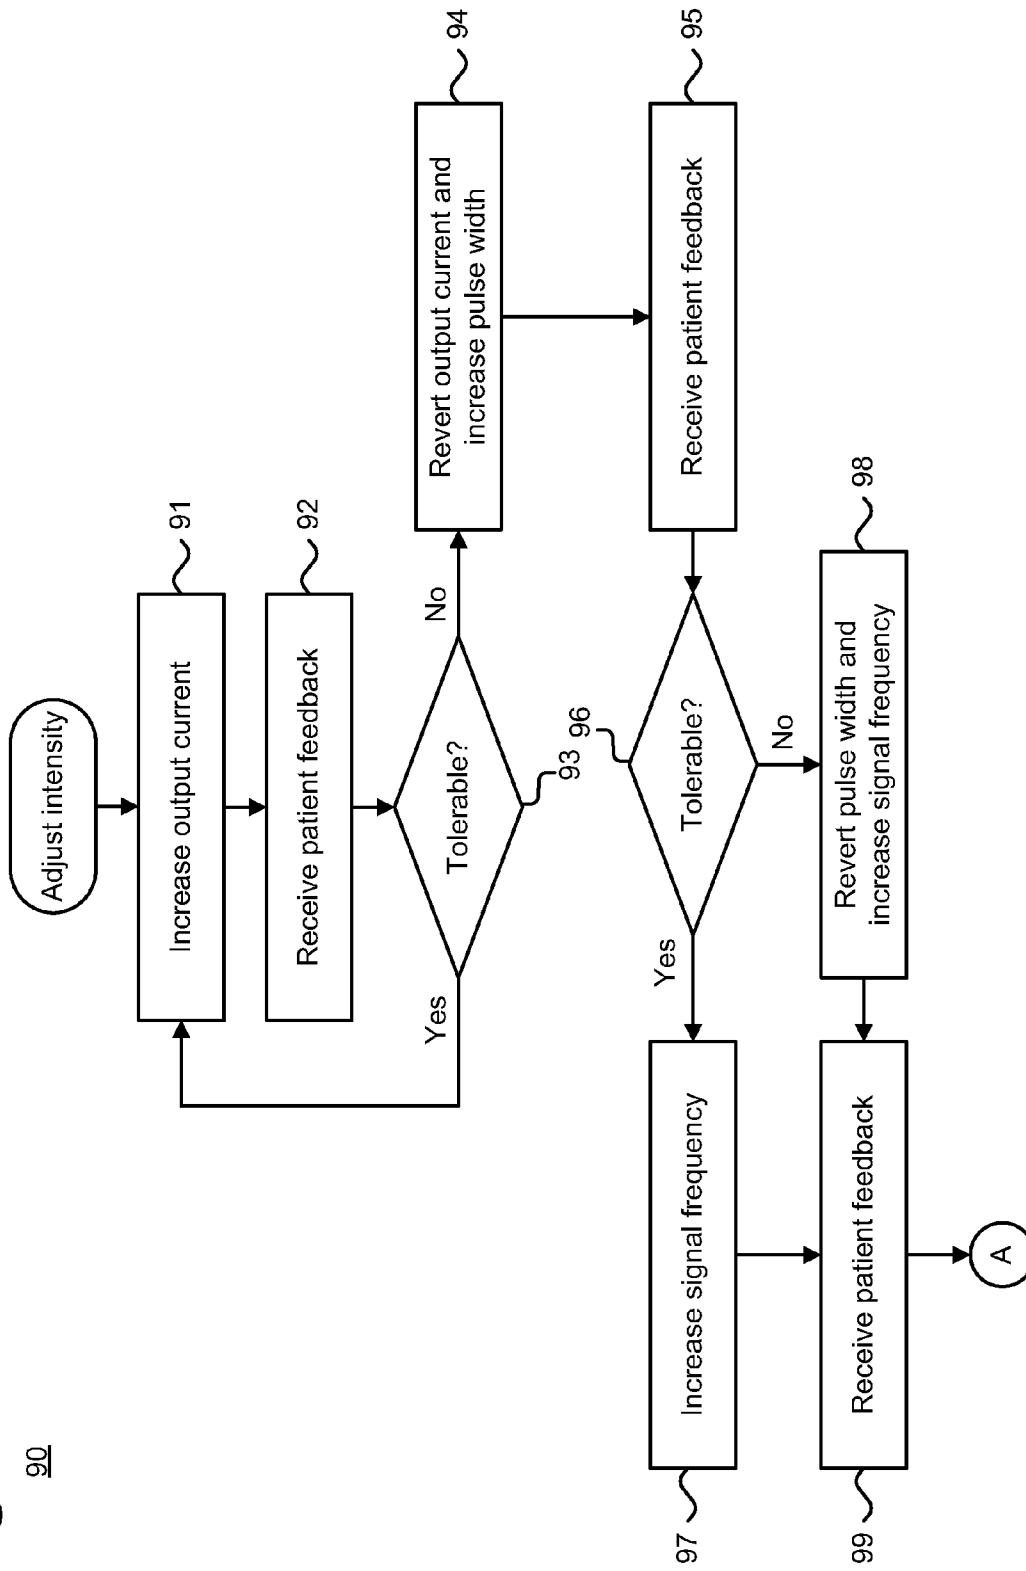 90
Adjust intensity
Increase output current
91
Receive patient feedback
92
Tolerable?
93
Yes
No
Revert output current and
increase pulse width
94
Receive patient feedback
95
Tolerable?
96
Yes
No
Increase signal frequency
97
Revert pulse width and
increase signal frequency
98
Receive patient feedback
99
A